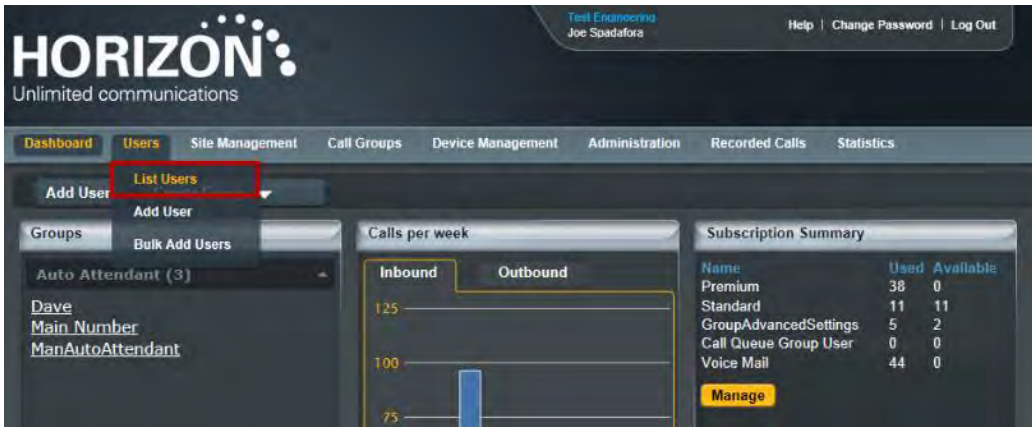 Test Engineering
Joe Spadafora
Help | Change Password | Log Out
HORIZON
Unlimited communications
Dashboard Users Site Management Call Groups Device Management Administration Recorded Calls Statistics
List Users
Add User
Add User
Bulk Add Users
Groups
Auto Attendant (3)
Dave
Main Number
ManAutoAttendant
Calls per week
Inbound Outbound
125
100
75
Subscription Summary
Name Used Available
Premium 38 0
Standard 11 11
GroupAdvancedSettings 5 2
Call Queue Group User 0 0
Voice Mail 44 0
Manage